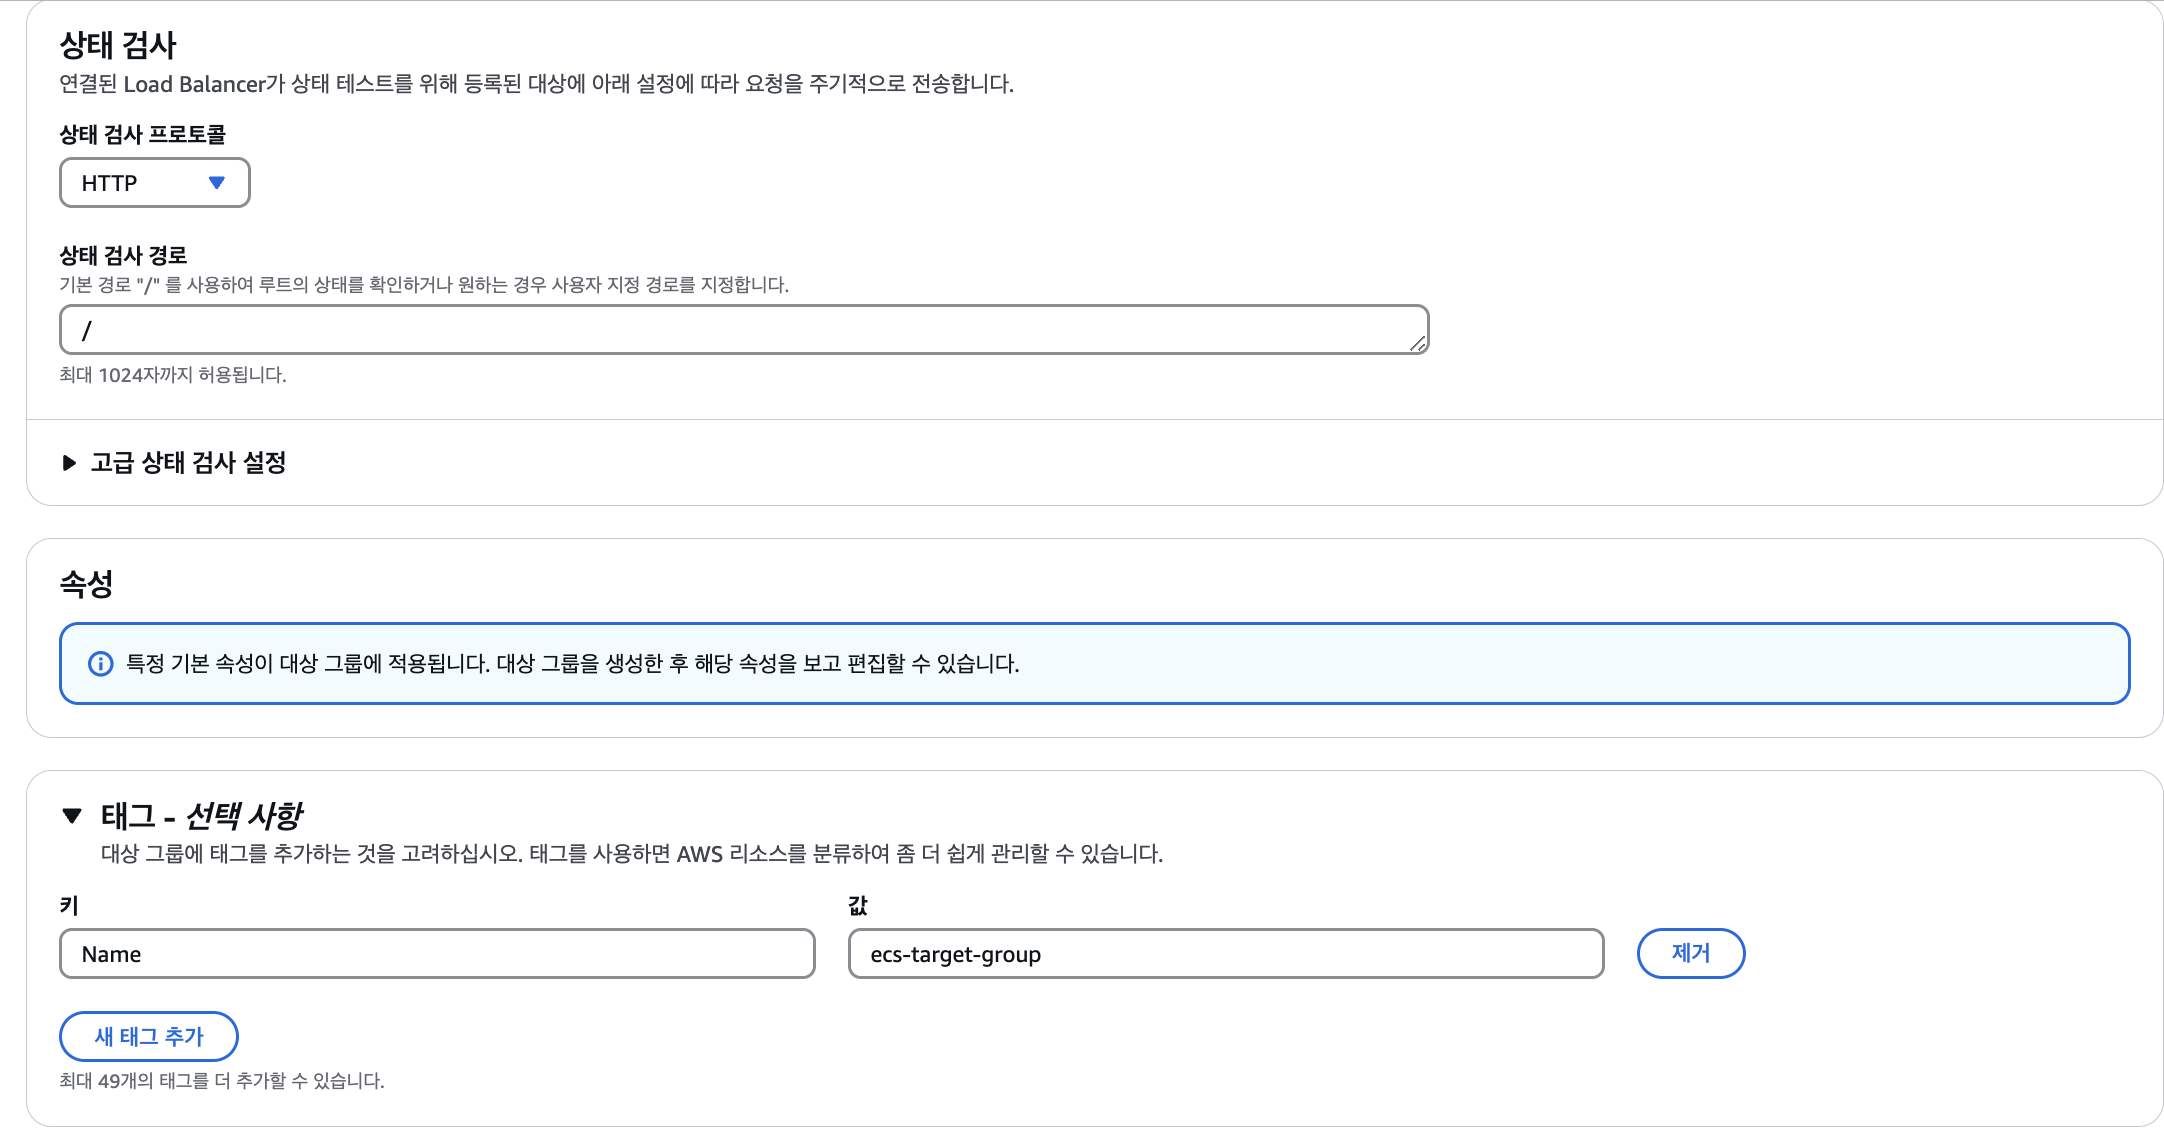 상태 검사
연결된 Load Balancer가 상태 테스트를 위해 등록된 대상에 아래 설정에 따라 요청을 주기적으로 전송합니다.
상태 검사 프로토콜
HTTP
상태 검사 경로
기본 경로 "/" 를 사용하여 루트의 상태를 확인하거나 원하는 경우 사용자 지정 경로를 지정합니다.
/
최대 1024자까지 허용됩니다.
고급 상태 검사 설정
속성
특정 기본 속성이 대상 그룹에 적용됩니다. 대상 그룹을 생성한 후 해당 속성을 보고 편집할 수 있습니다.
태그 - 선택 사항
대상 그룹에 태그를 추가하는 것을 고려하십시오. 태그를 사용하면 AWS 리소스를 분류하여 좀 더 쉽게 관리할 수 있습니다.
키 값
Name ecs-target-group 제거
새 태그 추가
최대 49개의 태그를 더 추가할 수 있습니다.